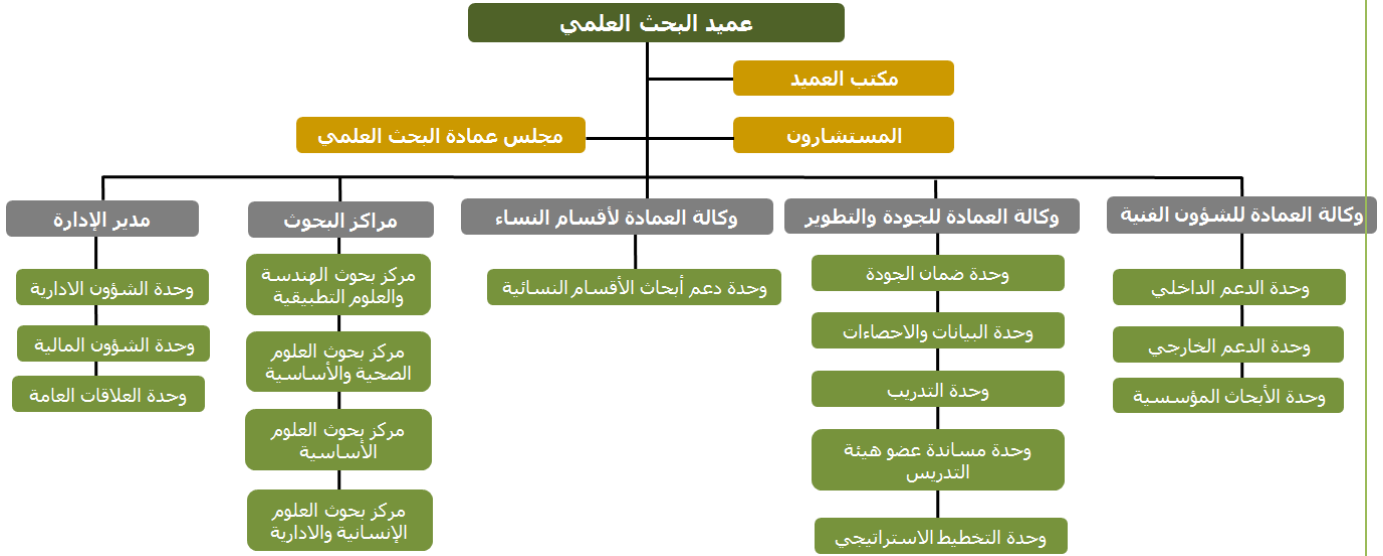 عميد البحث العلمي
مكتب العميد
المستشارون
مجلس عمادة البحث العلمي
وكالة العمادة للشؤون الفنية
وحدة الدعم الداخلي
وحدة الدعم الخارجي
وحدة الأبحاث المؤسسية
وكالة العمادة للجودة والتطوير
وحدة ضمان الجودة
وحدة البيانات والاحصاءات
وحدة التدريب
وحدة مساندة عضو هيئة
التدريس
وحدة التخطيط الاستراتيجي
وكالة العمادة لأقسام النساء
وحدة دعم أبحاث الأقسام النسائية
مراكز البحوث
مركز بحوث الهندسة
والعلوم التطبيقية
مركز بحوث العلوم
الصحية والأساسية
مركز بحوث العلوم
الأساسية
مركز بحوث العلوم
الإنسانية والادارية
مدير الإدارة
وحدة الشؤون الادارية
وحدة الشؤون المالية
وحدة العلاقات العامة